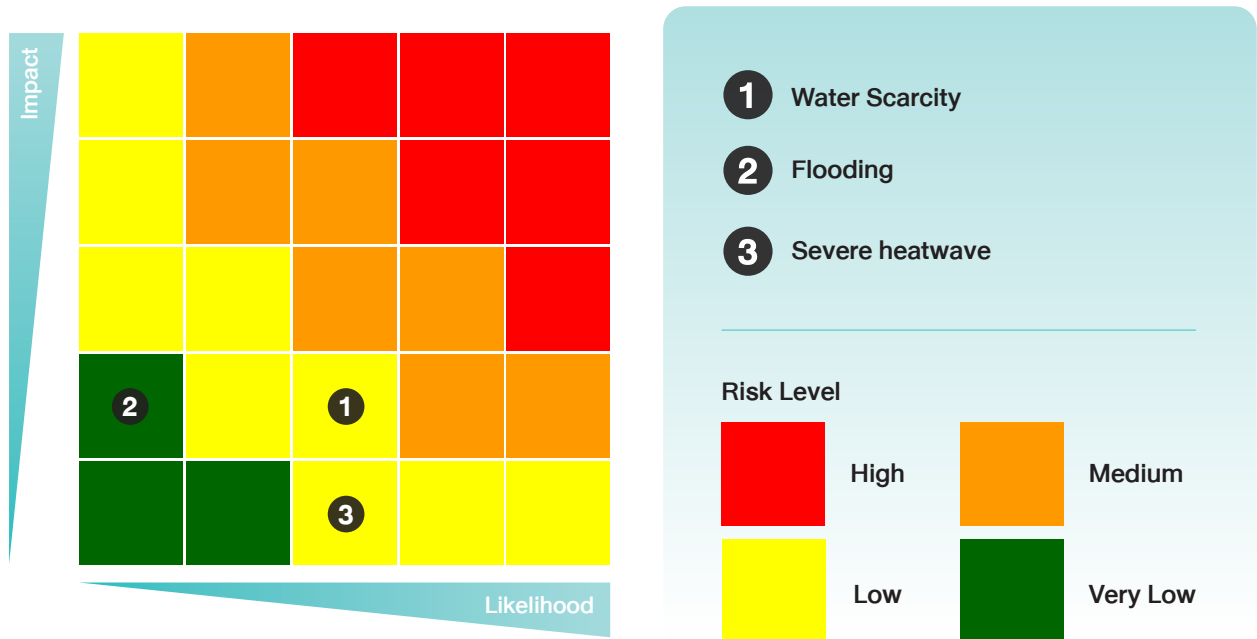 Impact
2
1
3
Likelihood
1 Water Scarcity
2 Flooding
3 Severe heatwave
Risk Level
High
Medium
Low
Very Low